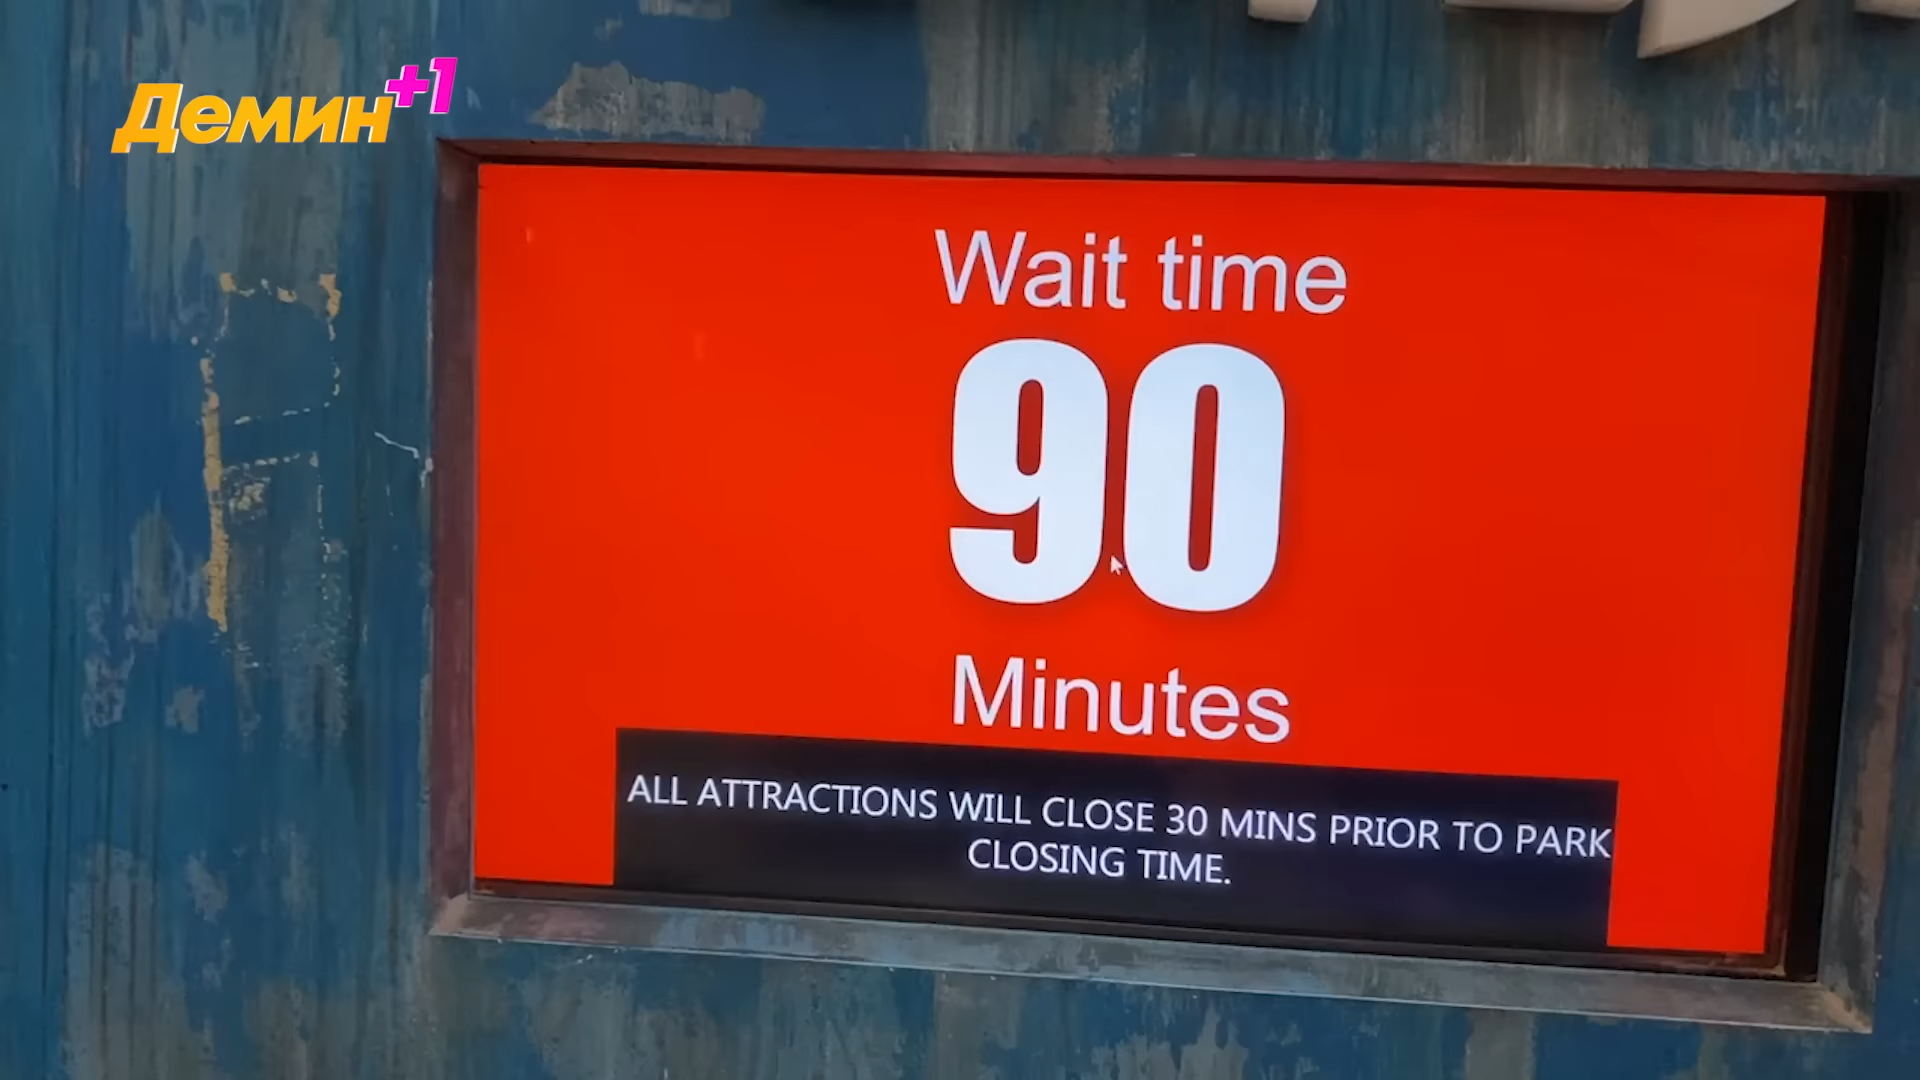 Демин+1
Wait time
90
Minutes
ALL ATTRACTIONS WILL CLOSE 30 MINS PRIOR TO PARK
CLOSING TIME.